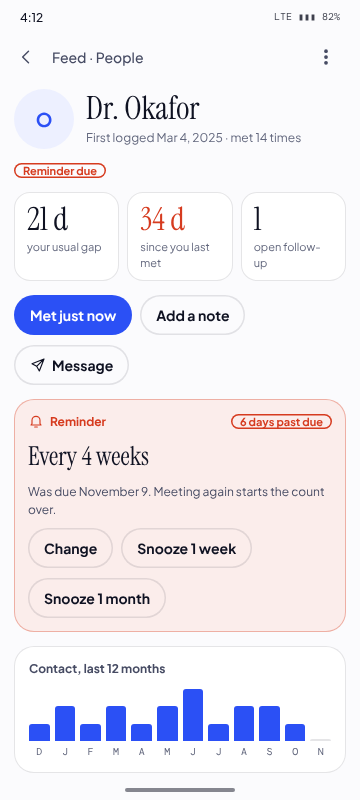 4:12
LTE 82%
Feed · People
O
Dr. Okafor
First logged Mar 4, 2025 · met 14 times
Reminder due
21 d
your usual gap
34 d
since you last
met
1
open follow-
up
Met just now
Add a note
Message
Reminder
6 days past due
Every 4 weeks
Was due November 9. Meeting again starts the count
over.
Change
Snooze 1 week
Snooze 1 month
Contact, last 12 months
D J F M A M J J A S O N